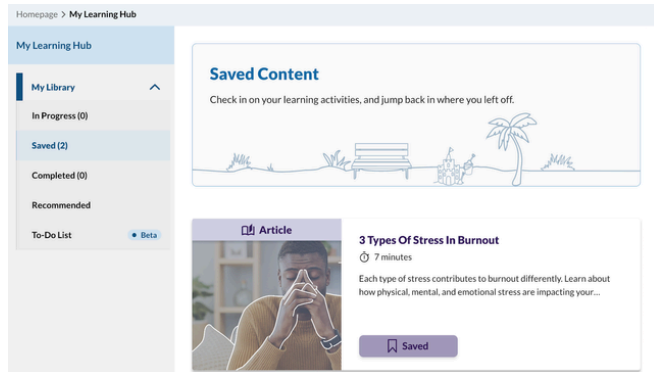 Homepage > My Learning Hub
My Learning Hub
My Library
In Progress (0)
Saved (2)
Completed (0)
Recommended
To-Do List
Beta
Saved Content
Check in on your learning activities, and jump back in where you left off.
Article
3 Types Of Stress In Burnout
7 minutes
Each type of stress contributes to burnout differently. Learn about
how physical, mental, and emotional stress are impacting your...
Saved